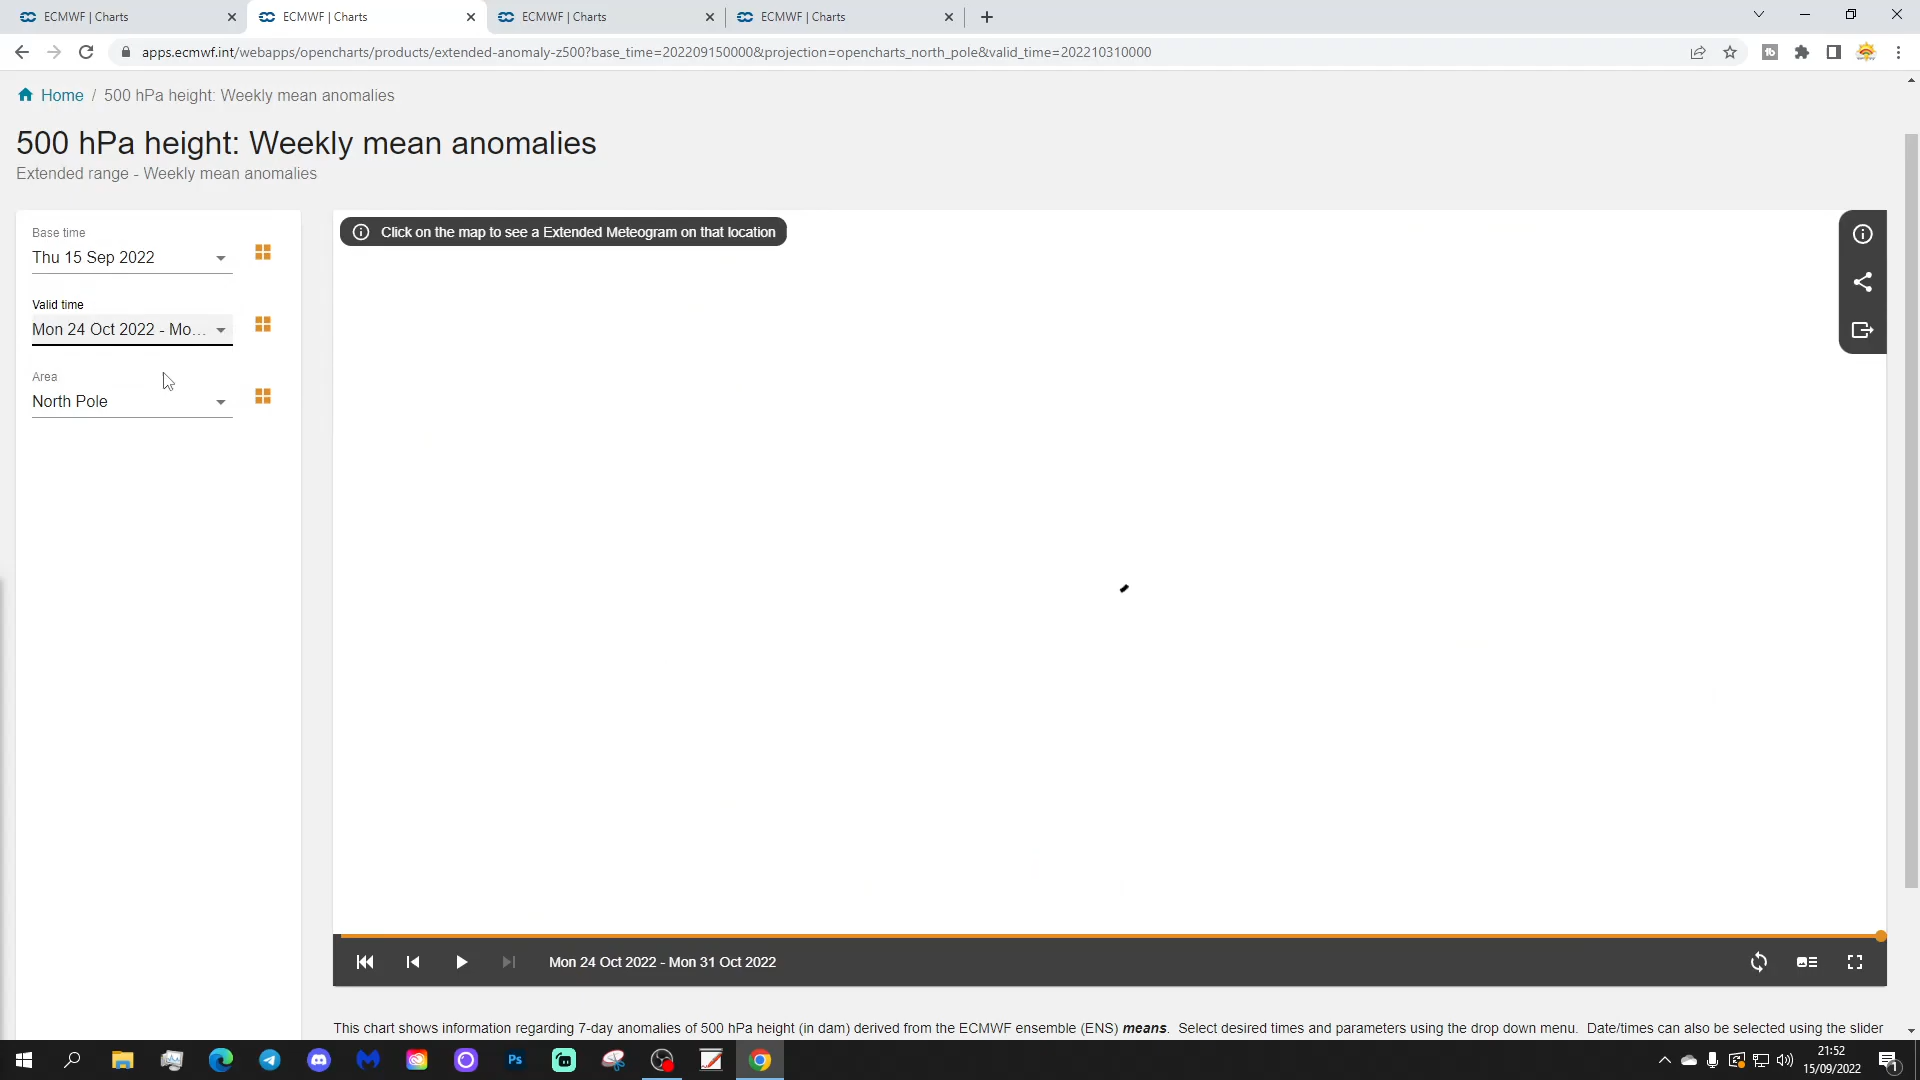 ECMWF | Charts
ECMWF | Charts
ECMWF | Charts
ECMWF | Charts
apps.ecmwf.int/webapps/opencharts/products/extended-anomaly-z500?base_time=202209150000&projection=opencharts_north_pole&valid_time=202210310000
Home / 500 hPa height: Weekly mean anomalies
500 hPa height: Weekly mean anomalies
Extended range - Weekly mean anomalies
Base time
Thu 15 Sep 2022
Valid time
Mon 24 Oct 2022 - Mo...
Area
North Pole
Click on the map to see a Extended Meteogram on that location
Mon 24 Oct 2022 - Mon 31 Oct 2022
This chart shows information regarding 7-day anomalies of 500 hPa height (in dam) derived from the ECMWF ensemble (ENS) means. Select desired times and parameters using the drop down menu. Date/times can also be selected using the slider
Ps
21:52
15/09/2022
1